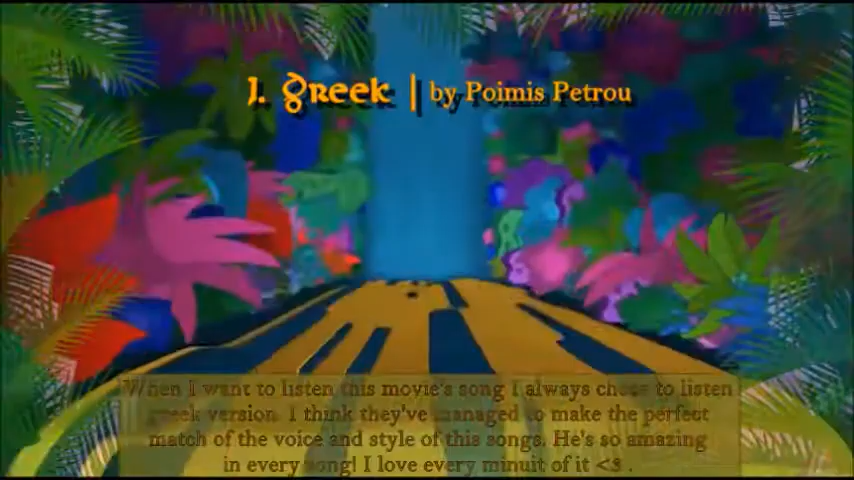 1. Greek | by Poimis Petrou
When I want to listen this movie's song I always chose to listen
greek version. I think they've managed to make the perfect
match of the voice and style of this songs. He's so amazing
in every song! I love every minuit of it <3 .